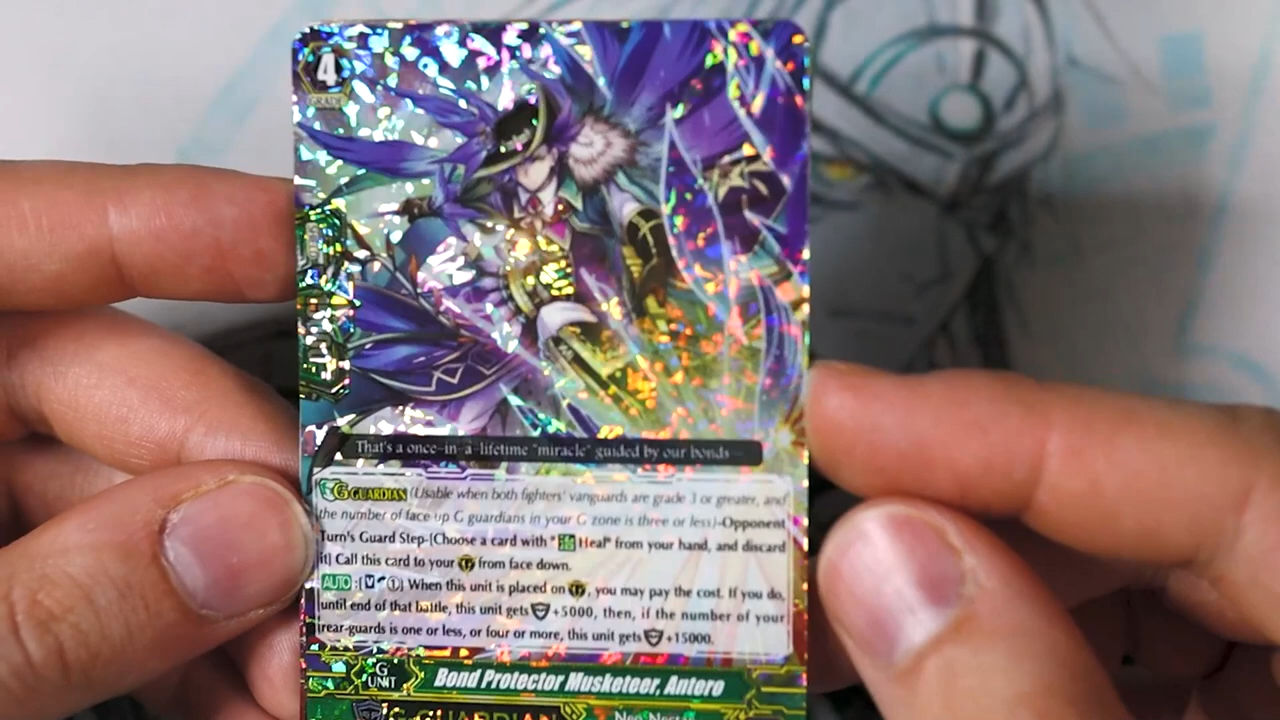 4
GRADE
That's a once-in-a-lifetime "miracle" guided by our bonds
G GUARDIAN (Usable when both fighters' vanguards are grade 3 or greater, and
the number of face up G guardians in your G zone is three or less)-Opponent
Turn's Guard Step-[Choose a card with " Heal" from your hand, and discard
it] Call this card to your G from face down.
AUTO:[V 1] When this unit is placed on G, you may pay the cost. If you do,
until end of that battle, this unit gets +5000, then, if the number of your
rear-guards is one or less, or four or more, this unit gets +15000.
G UNIT
Bond Protector Musketeer, Antero
G-GUARDIAN
Neo Nectar